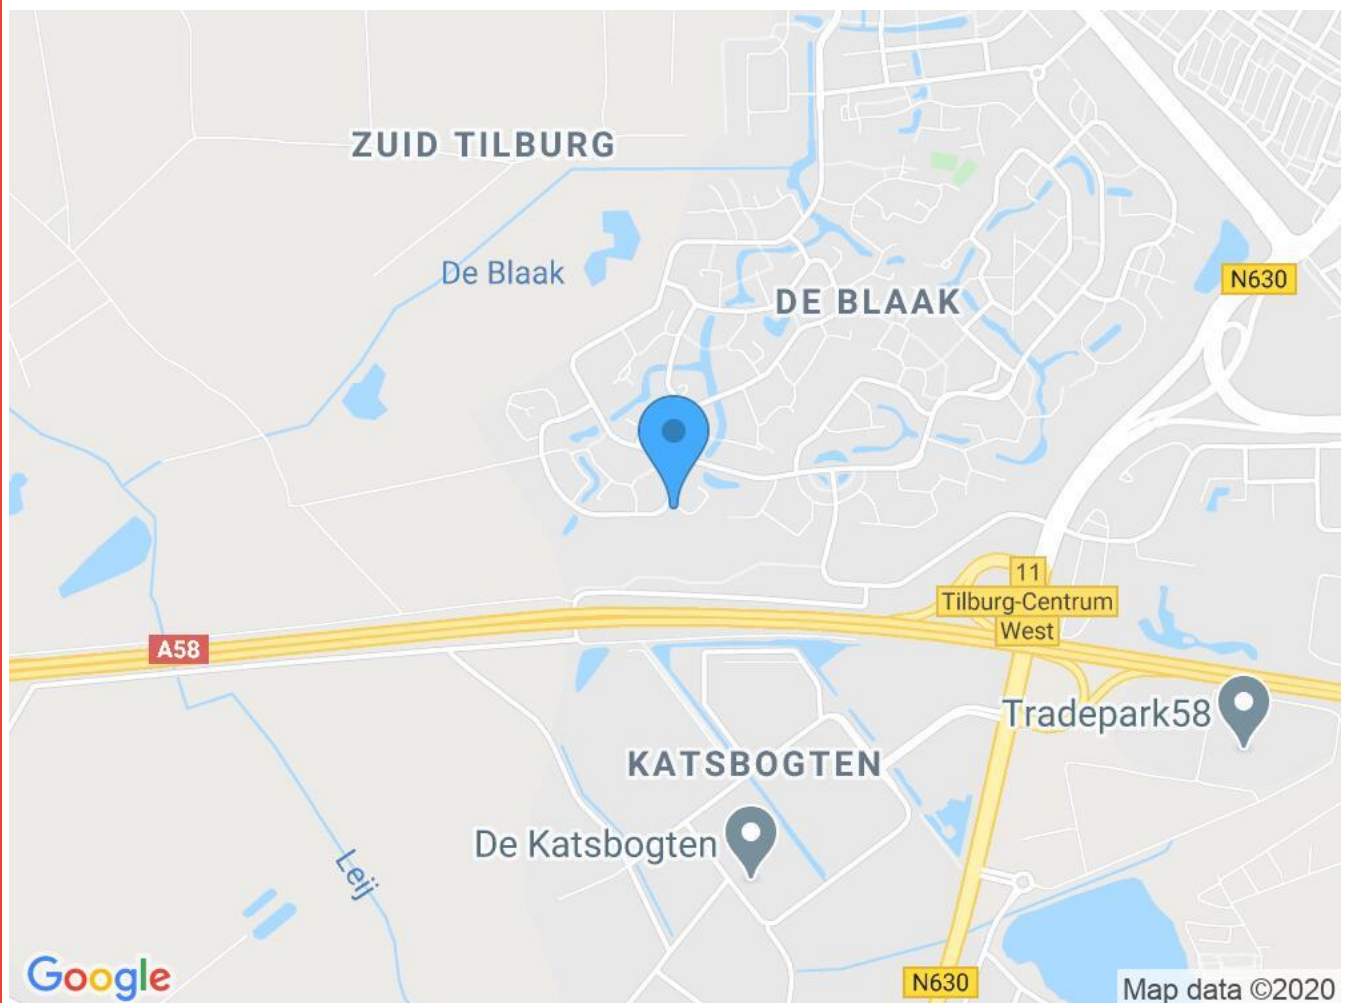 ZUID TILBURG
De Blaak
N630
DE BLAAK
11
Tilburg-Centrum
West
A58
Tradepark58
KATSBOGTEN
De Katsbogten
Leij
Google
N630
Map data ©2020